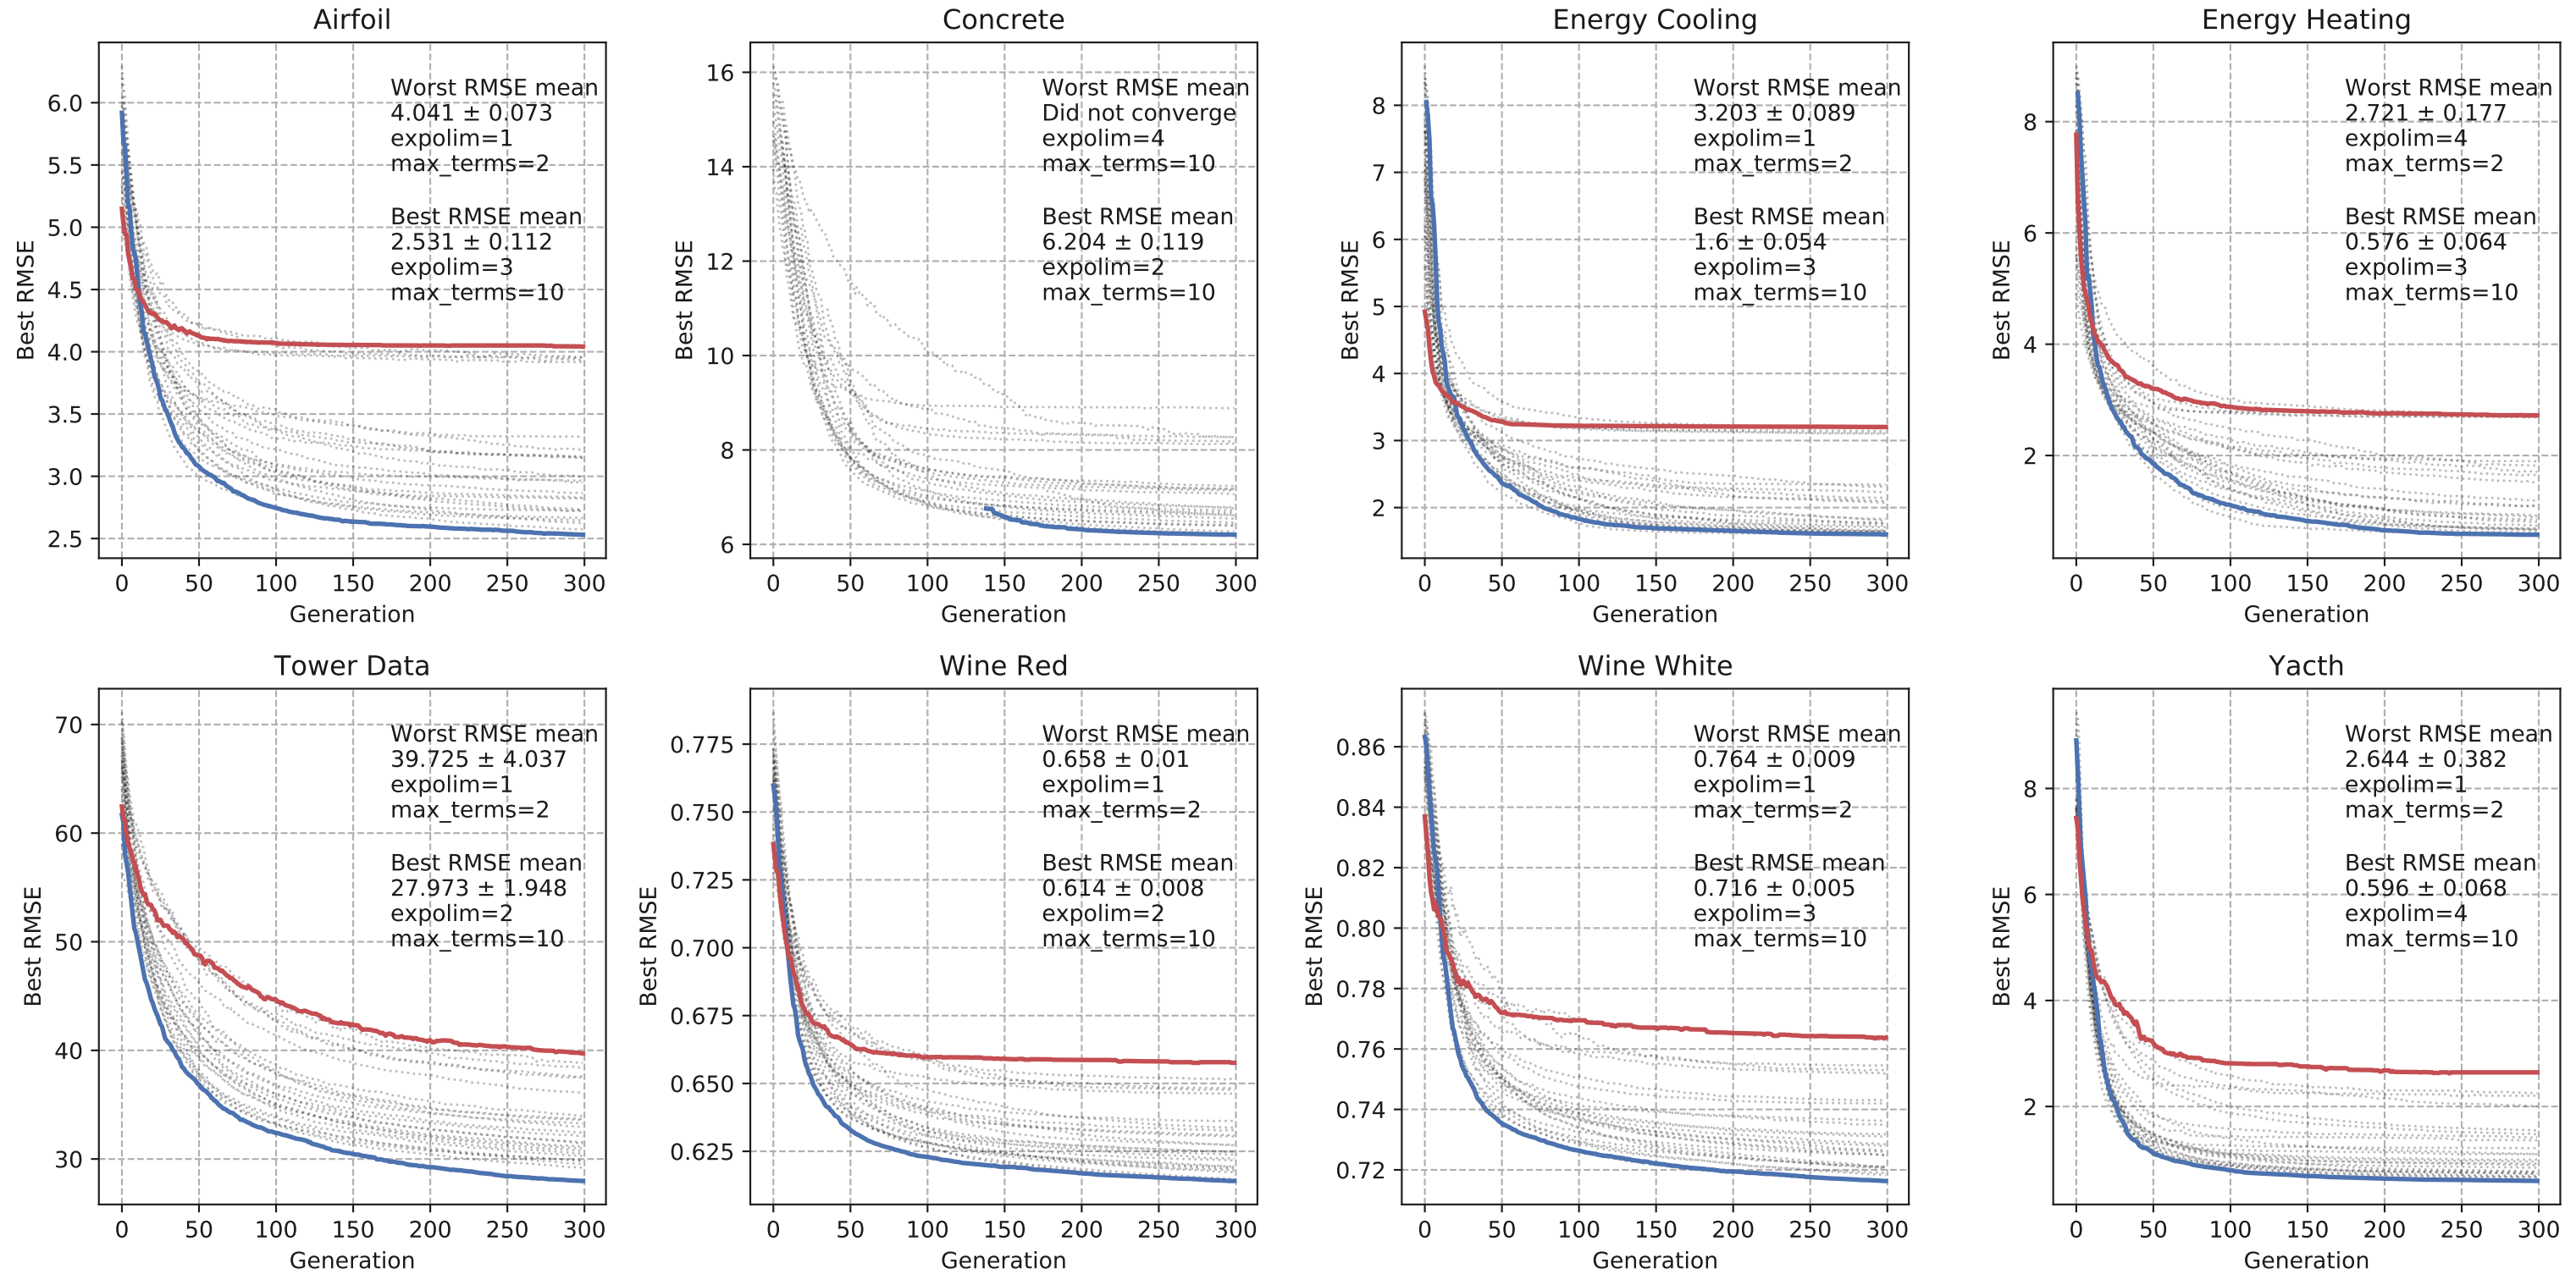 Airfoil
Best RMSE
6.0
5.5
5.0
4.5
4.0
3.5
3.0
2.5
Worst RMSE mean
4.041 ± 0.073
expolim=1
max_terms=2
Best RMSE mean
2.531 ± 0.112
expolim=3
max_terms=10
0 50 100 150 200 250 300
Generation
Concrete
Best RMSE
16
14
12
10
8
6
Worst RMSE mean
Did not converge
expolim=4
max_terms=10
Best RMSE mean
6.204 ± 0.119
expolim=2
max_terms=10
0 50 100 150 200 250 300
Generation
Energy Cooling
Best RMSE
8
7
6
5
4
3
2
Worst RMSE mean
3.203 ± 0.089
expolim=1
max_terms=2
Best RMSE mean
1.6 ± 0.054
expolim=3
max_terms=10
0 50 100 150 200 250 300
Generation
Energy Heating
Best RMSE
8
6
4
2
Worst RMSE mean
2.721 ± 0.177
expolim=4
max_terms=2
Best RMSE mean
0.576 ± 0.064
expolim=3
max_terms=10
0 50 100 150 200 250 300
Generation
Tower Data
Best RMSE
70
60
50
40
30
Worst RMSE mean
39.725 ± 4.037
expolim=1
max_terms=2
Best RMSE mean
27.973 ± 1.948
expolim=2
max_terms=10
0 50 100 150 200 250 300
Generation
Wine Red
Best RMSE
0.775
0.750
0.725
0.700
0.675
0.650
0.625
Worst RMSE mean
0.658 ± 0.01
expolim=1
max_terms=2
Best RMSE mean
0.614 ± 0.008
expolim=2
max_terms=10
0 50 100 150 200 250 300
Generation
Wine White
Best RMSE
0.86
0.84
0.82
0.80
0.78
0.76
0.74
0.72
Worst RMSE mean
0.764 ± 0.009
expolim=1
max_terms=2
Best RMSE mean
0.716 ± 0.005
expolim=3
max_terms=10
0 50 100 150 200 250 300
Generation
Yacth
Best RMSE
8
6
4
2
Worst RMSE mean
2.644 ± 0.382
expolim=1
max_terms=2
Best RMSE mean
0.596 ± 0.068
expolim=4
max_terms=10
0 50 100 150 200 250 300
Generation